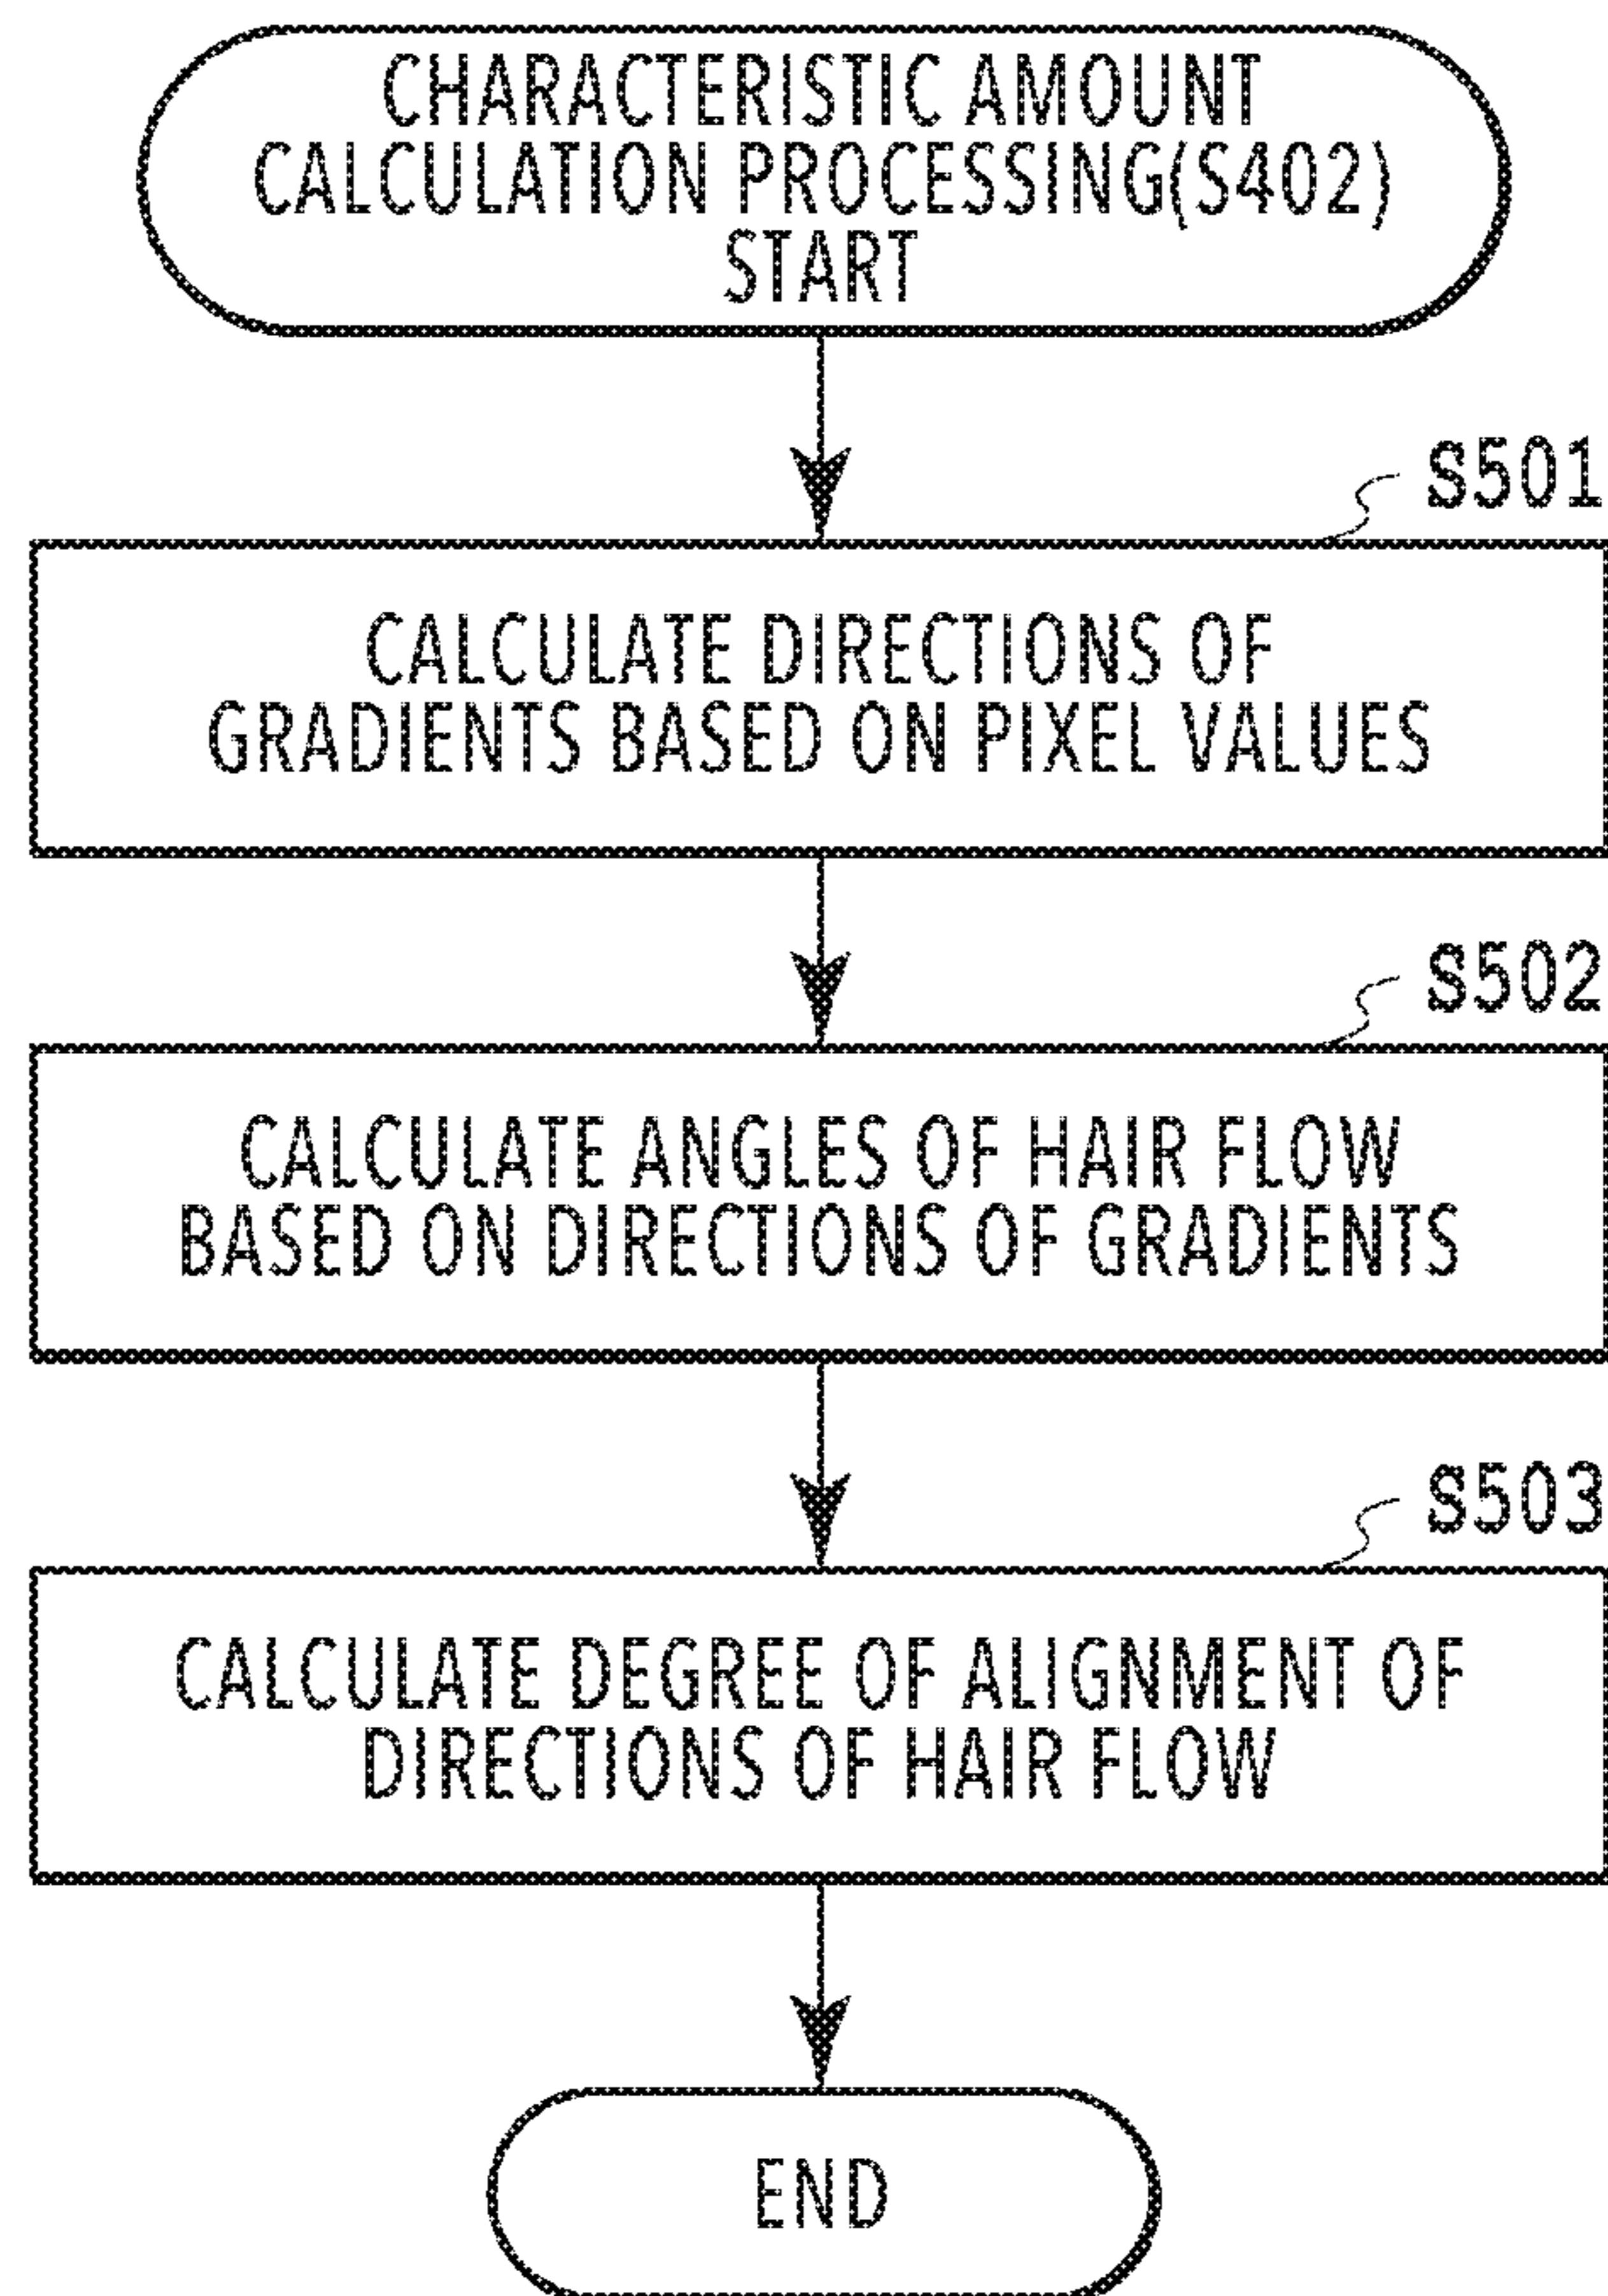 CHARACTERISTIC AMOUNT
CALCULATION PROCESSING(S402)
START
S501
CALCULATE DIRECTIONS OF
GRADIENTS BASED ON PIXEL VALUES
S502
CALCULATE ANGLES OF HAIR FLOW
BASED ON DIRECTIONS OF GRADIENTS
S503
CALCULATE DEGREE OF ALIGNMENT OF
DIRECTIONS OF HAIR FLOW
END